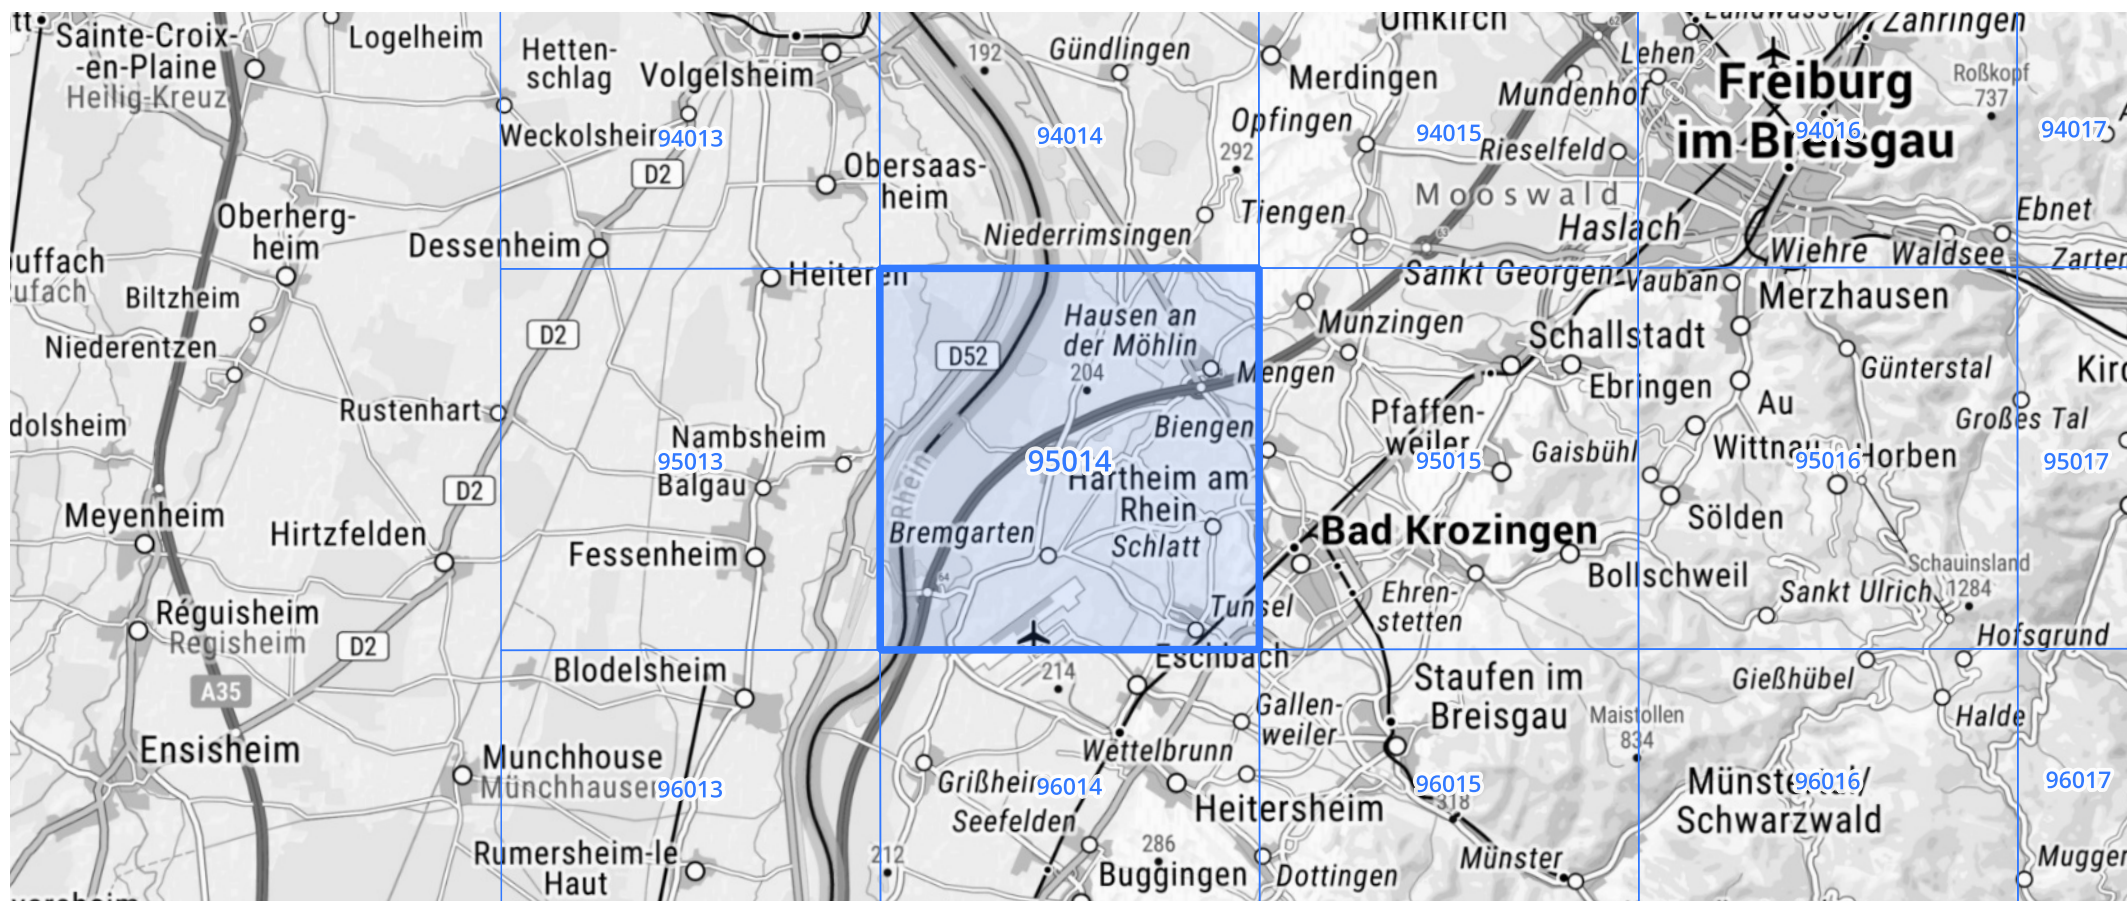 Sainte-Croix-
-en-Plaine
Heilig-Kreuz
Logelheim
Hetten-
schlag
Volgelsheim
192
Gündlingen
Merdingen
Umkirch
62
Lehen
Zähringen
Mundenhof
Freiburg
im Breisgau
Roßkopf
737
Weckolsheim
94013
94014
Opfingen
94015
94016
94017
D2
Obersaas-
heim
292
Rieselfeld
Mooswald
Oberherg-
heim
Dessenheim
Niederrimsingen
Tiengen
63
Haslach
Wiehre
Waldsee
Ebnet
Biltzheim
Heiteren
Sankt Georgen
Vauban
Merzhausen
Niederentzen
D2
D52
Hausen an
der Möhlin
204
Munzingen
Schallstadt
Günterstal
Mengen
Ebringen
Rustenhart
Au
Großes Tal
Nambsheim
Biengen
Pfaffen-
weiler
Gaisbühl
Wittnau
Horben
95013
95014
95015
95016
95017
Balgau
D2
Rhein
Hartheim am
Rhein
Meyenheim
Hirtzfelden
Bremgarten
Schlatt
Bad Krozingen
Sölden
Fessenheim
64
Bollschweil
Schauinsland
1284
Réguisheim
Regisheim
Tunsel
Ehren-
stetten
Sankt Ulrich
Hofsgrund
D2
Blodelsheim
Eschbach
214
Staufen im
Breisgau
Gießhübel
A35
Gallen-
weiler
Maistollen
834
Halde
Ensisheim
Munchhouse
Münchhausen
Wettelbrunn
96013
Grißheim
96014
96015
Münstertal/
Schwarzwald
96016
96017
Seefelden
Heitersheim
318
Rumersheim-le
Haut
212
286
Buggingen
Dottingen
Münster